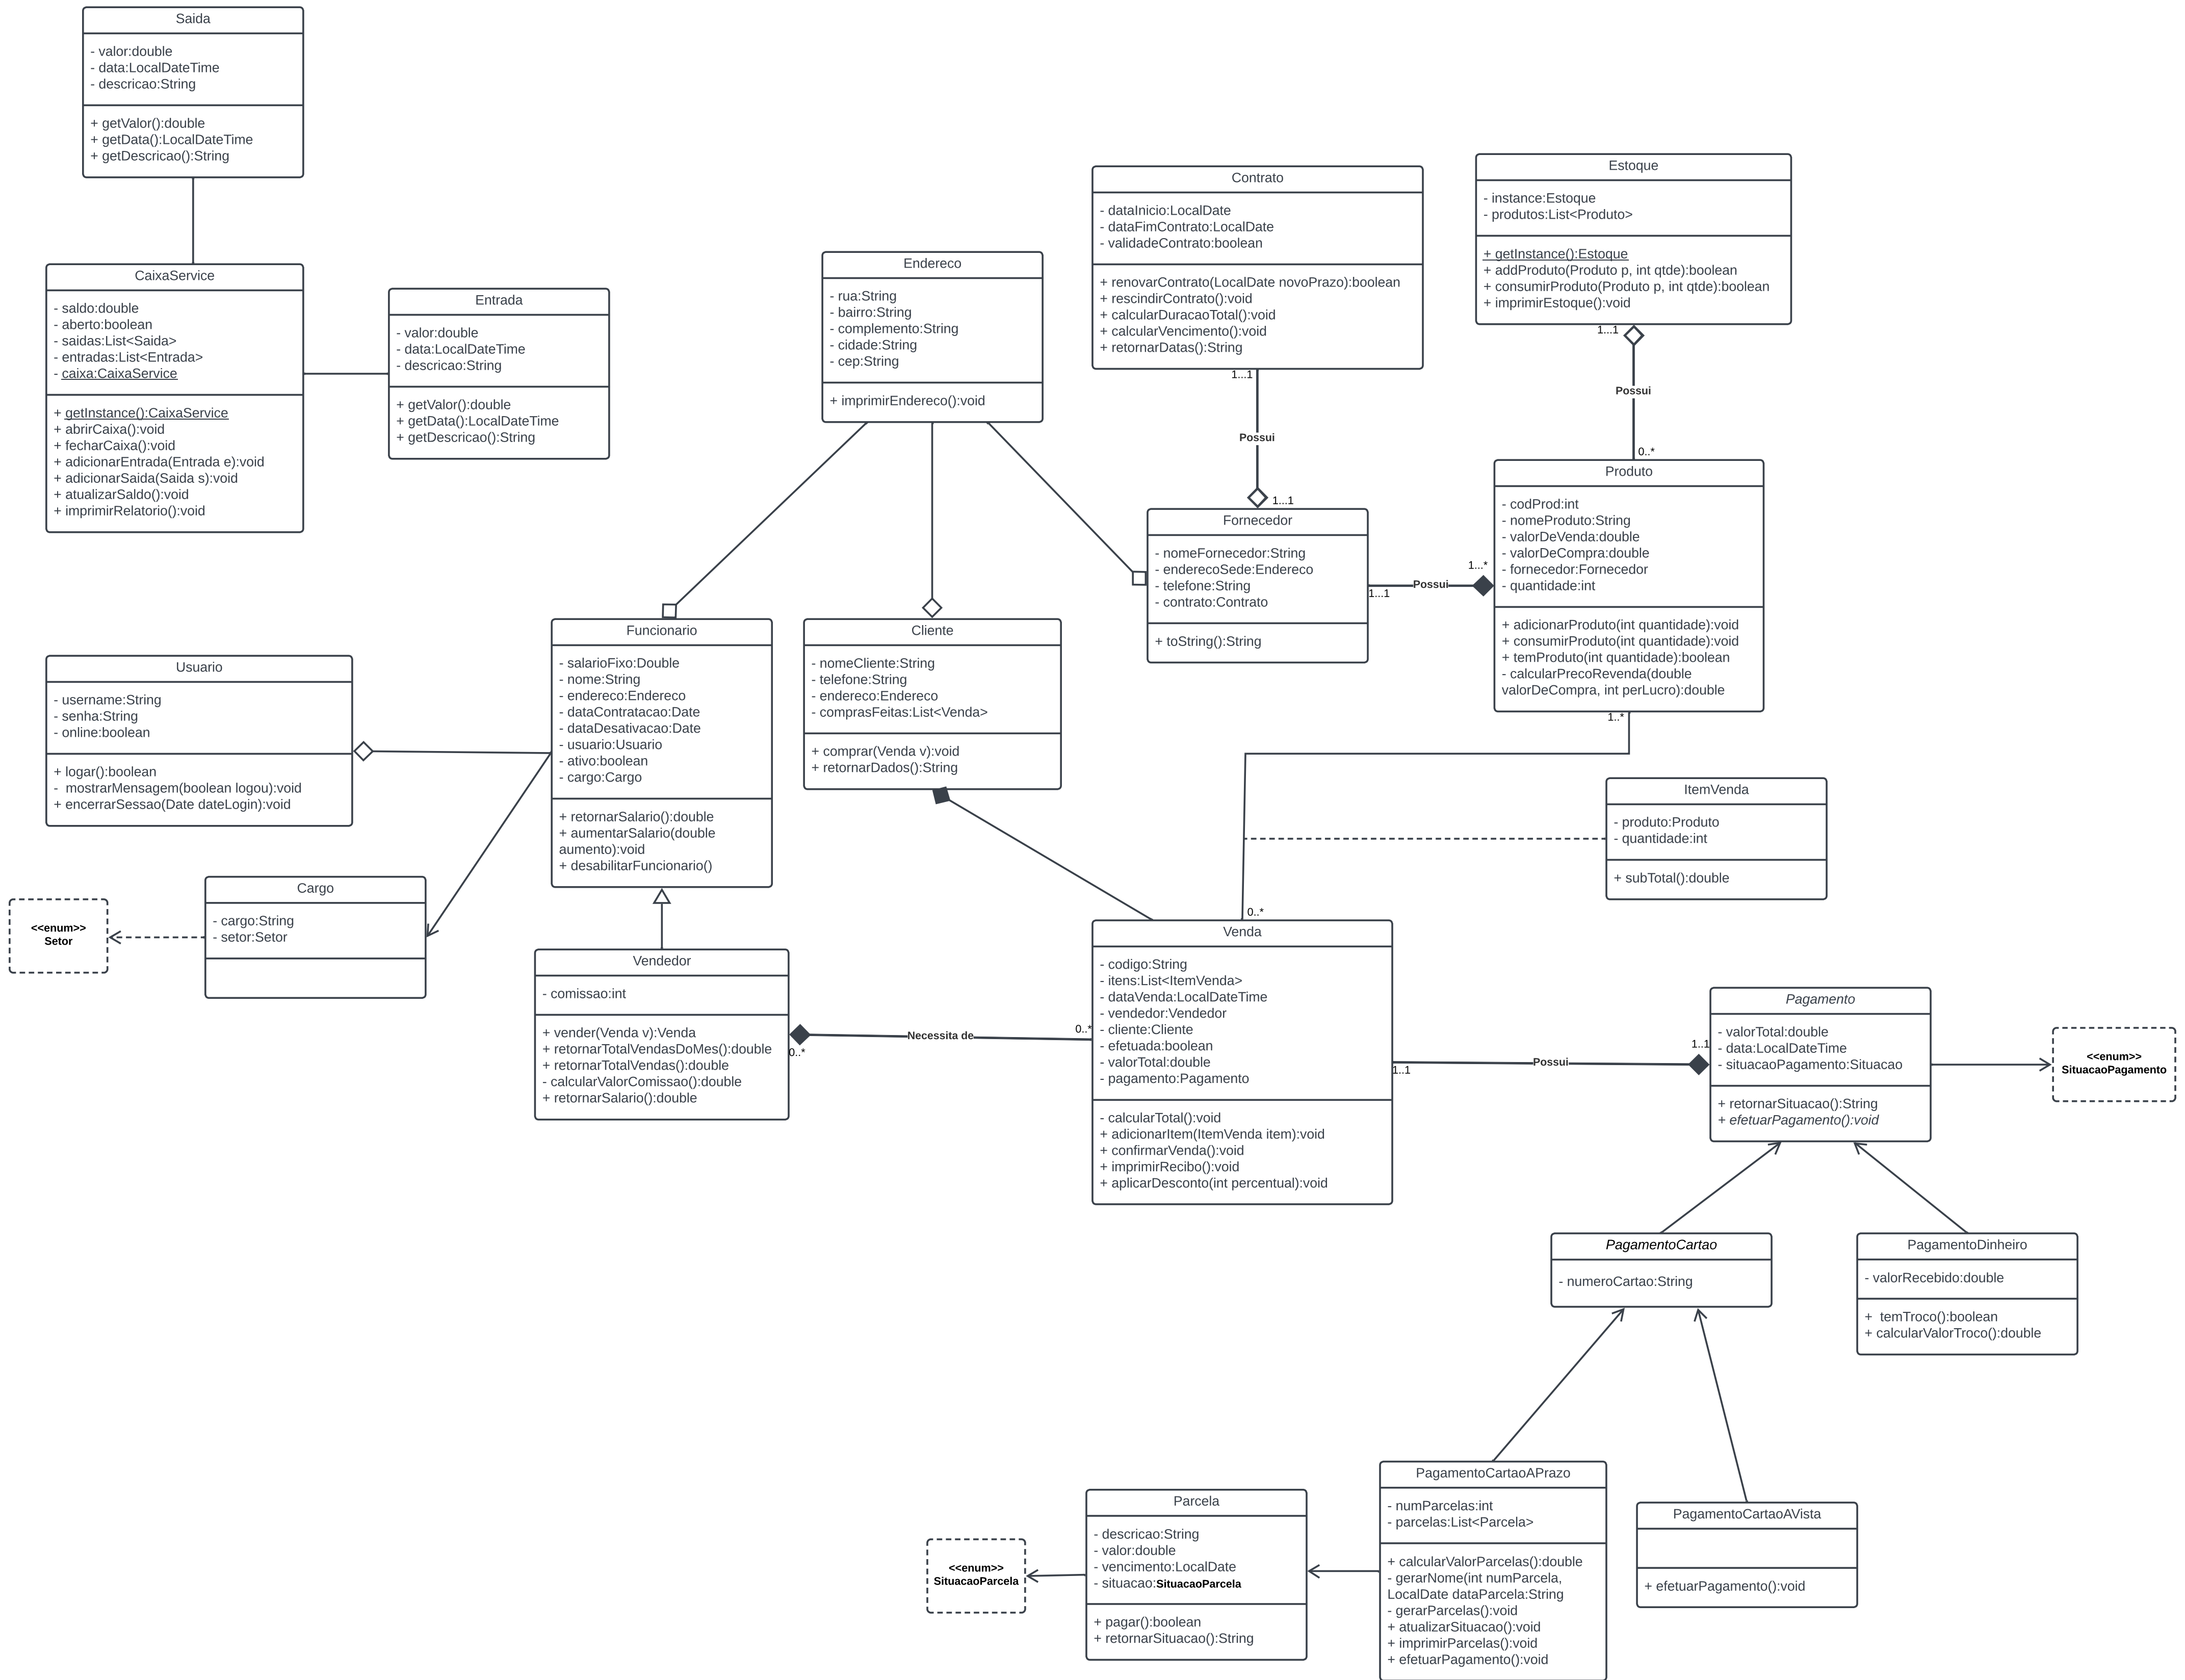 Saida
- valor:double
- data:LocalDateTime
- descricao:String
+ getValor():double
+ getData():LocalDateTime
+ getDescricao():String
CaixaService
- saldo:double
- aberto:boolean
- saidas:List<Saida>
- entradas:List<Entrada>
- caixa:CaixaService
+ getInstance():CaixaService
+ abrirCaixa():void
+ fecharCaixa():void
+ adicionarEntrada(Entrada e):void
+ adicionarSaida(Saida s):void
+ atualizarSaldo():void
+ imprimirRelatorio():void
Entrada
- valor:double
- data:LocalDateTime
- descricao:String
+ getValor():double
+ getData():LocalDateTime
+ getDescricao():String
Endereco
- rua:String
- bairro:String
- complemento:String
- cidade:String
- cep:String
+ imprimirEndereco():void
Contrato
- dataInicio:LocalDate
- dataFimContrato:LocalDate
- validadeContrato:boolean
+ renovarContrato(LocalDate novoPrazo):boolean
+ rescindirContrato():void
+ calcularDuracaoTotal():void
+ calcularVencimento():void
+ retornarDatas():String
1...1
Possui
1...1
Estoque
- instance:Estoque
- produtos:List<Produto>
+ getInstance():Estoque
+ addProduto(Produto p, int qtde):boolean
+ consumirProduto(Produto p, int qtde):boolean
+ imprimirEstoque():void
1...1
Possui
0..*
Fornecedor
- nomeFornecedor:String
- enderecoSede:Endereco
- telefone:String
- contrato:Contrato
+ toString():String
1...*
Possui
1...1
Produto
- codProd:int
- nomeProduto:String
- valorDeVenda:double
- valorDeCompra:double
- fornecedor:Fornecedor
- quantidade:int
+ adicionarProduto(int quantidade):void
+ consumirProduto(int quantidade):void
+ temProduto(int quantidade):boolean
- calcularPrecoRevenda(double
valorDeCompra, int perLucro):double
1..*
Usuario
- username:String
- senha:String
- online:boolean
+ logar():boolean
-  mostrarMensagem(boolean logou):void
+ encerrarSessao(Date dateLogin):void
Funcionario
- salarioFixo:Double
- nome:String
- endereco:Endereco
- dataContratacao:Date
- dataDesativacao:Date
- usuario:Usuario
- ativo:boolean
- cargo:Cargo
+ retornarSalario():double
+ aumentarSalario(double
aumento):void
+ desabilitarFuncionario()
Cliente
- nomeCliente:String
- telefone:String
- endereco:Endereco
- comprasFeitas:List<Venda>
+ comprar(Venda v):void
+ retornarDados():String
ItemVenda
- produto:Produto
- quantidade:int
+ subTotal():double
<<enum>>
Setor
Cargo
- cargo:String
- setor:Setor
Vendedor
- comissao:int
+ vender(Venda v):Venda
+ retornarTotalVendasDoMes():double
+ retornarTotalVendas():double
- calcularValorComissao():double
+ retornarSalario():double
0..*
Necessita de
0..*
0..*
Venda
- codigo:String
- itens:List<ItemVenda>
- dataVenda:LocalDateTime
- vendedor:Vendedor
- cliente:Cliente
- efetuada:boolean
- valorTotal:double
- pagamento:Pagamento
- calcularTotal():void
+ adicionarItem(ItemVenda item):void
+ confirmarVenda():void
+ imprimirRecibo():void
+ aplicarDesconto(int percentual):void
1..1
Possui
1..1
Pagamento
- valorTotal:double
- data:LocalDateTime
- situacaoPagamento:Situacao
+ retornarSituacao():String
+ efetuarPagamento():void
<<enum>>
SituacaoPagamento
PagamentoCartao
- numeroCartao:String
PagamentoDinheiro
- valorRecebido:double
+  temTroco():boolean
+ calcularValorTroco():double
<<enum>>
SituacaoParcela
Parcela
- descricao:String
- valor:double
- vencimento:LocalDate
- situacao:SituacaoParcela
+ pagar():boolean
+ retornarSituacao():String
PagamentoCartaoAPrazo
- numParcelas:int
- parcelas:List<Parcela>
+ calcularValorParcelas():double
- gerarNome(int numParcela,
LocalDate dataParcela:String
- gerarParcelas():void
+ atualizarSituacao():void
+ imprimirParcelas():void
+ efetuarPagamento():void
PagamentoCartaoAVista
+ efetuarPagamento():void